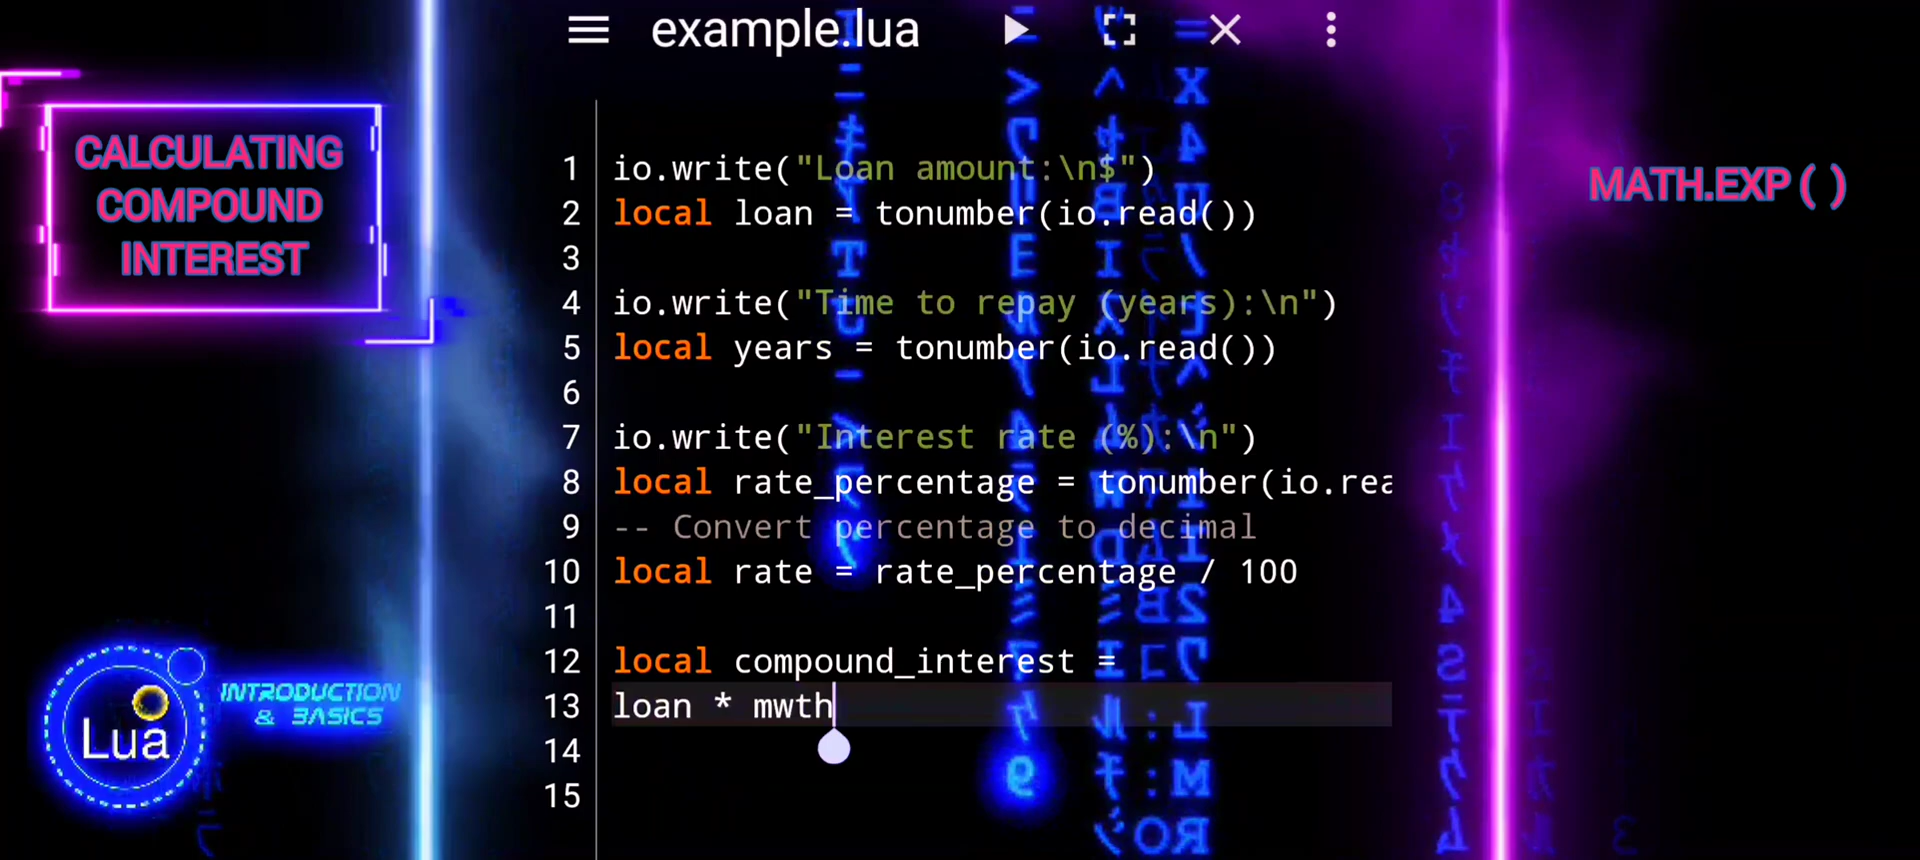 example.lua
CALCULATING
COMPOUND
INTEREST
MATH.EXP ( )
1 io.write("Loan amount:\n$")
2 local loan = tonumber(io.read())
3
4 io.write("Time to repay (years):\n")
5 local years = tonumber(io.read())
6
7 io.write("Interest rate (%):\n")
8 local rate_percentage = tonumber(io.rea
9 -- Convert percentage to decimal
10 local rate = rate_percentage / 100
11
12 local compound_interest =
13 loan * mwth
14
15
Lua
INTRODUCTION
& BASICS